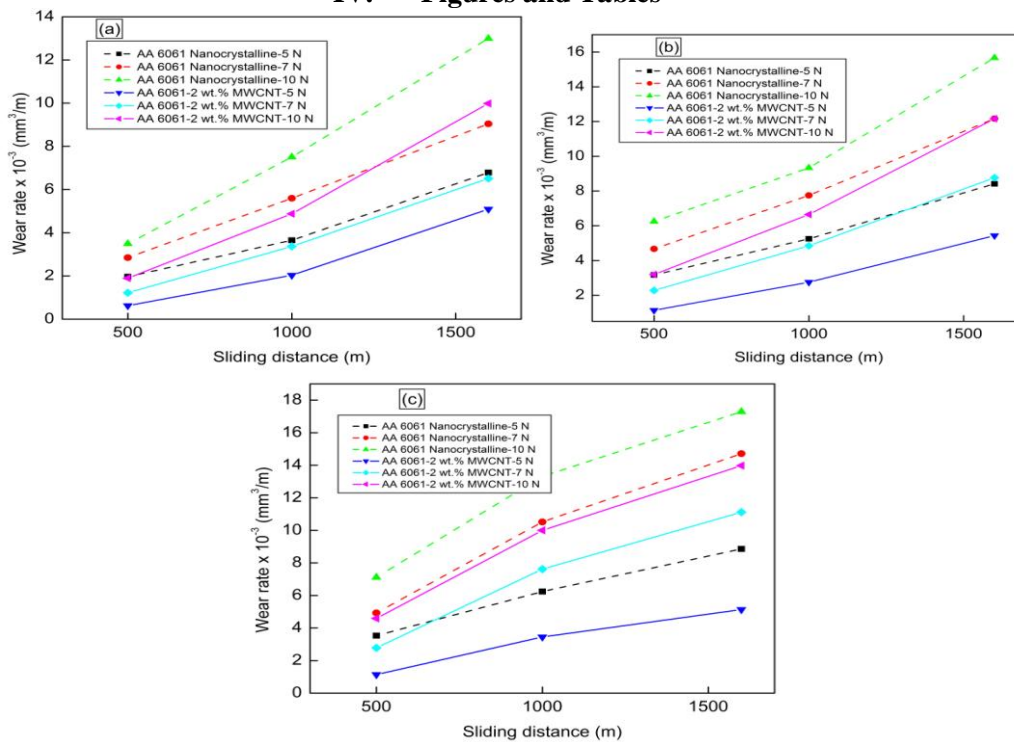 IV. Figures and Tables
(a)
AA 6061 Nanocrystalline-5 N
AA 6061 Nanocrystalline-7 N
AA 6061 Nanocrystalline-10 N
AA 6061-2 wt.% MWCNT-5 N
AA 6061-2 wt.% MWCNT-7 N
AA 6061-2 wt.% MWCNT-10 N
Wear rate x 10⁻³ (mm³/m)
14
12
10
8
6
4
2
0
500 1000 1500
Sliding distance (m)
(b)
AA 6061 Nanocrystalline-5 N
AA 6061 Nanocrystalline-7 N
AA 6061 Nanocrystalline-10 N
AA 6061-2 wt.% MWCNT-5 N
AA 6061-2 wt.% MWCNT-7 N
AA 6061-2 wt.% MWCNT-10 N
Wear rate x 10⁻³ (mm³/m)
16
14
12
10
8
6
4
2
500 1000 1500
Sliding distance (m)
(c)
AA 6061 Nanocrystalline-5 N
AA 6061 Nanocrystalline-7 N
AA 6061 Nanocrystalline-10 N
AA 6061-2 wt.% MWCNT-5 N
AA 6061-2 wt.% MWCNT-7 N
AA 6061-2 wt.% MWCNT-10 N
Wear rate x 10⁻³ (mm³/m)
18
16
14
12
10
8
6
4
2
0
500 1000 1500
Sliding distance (m)